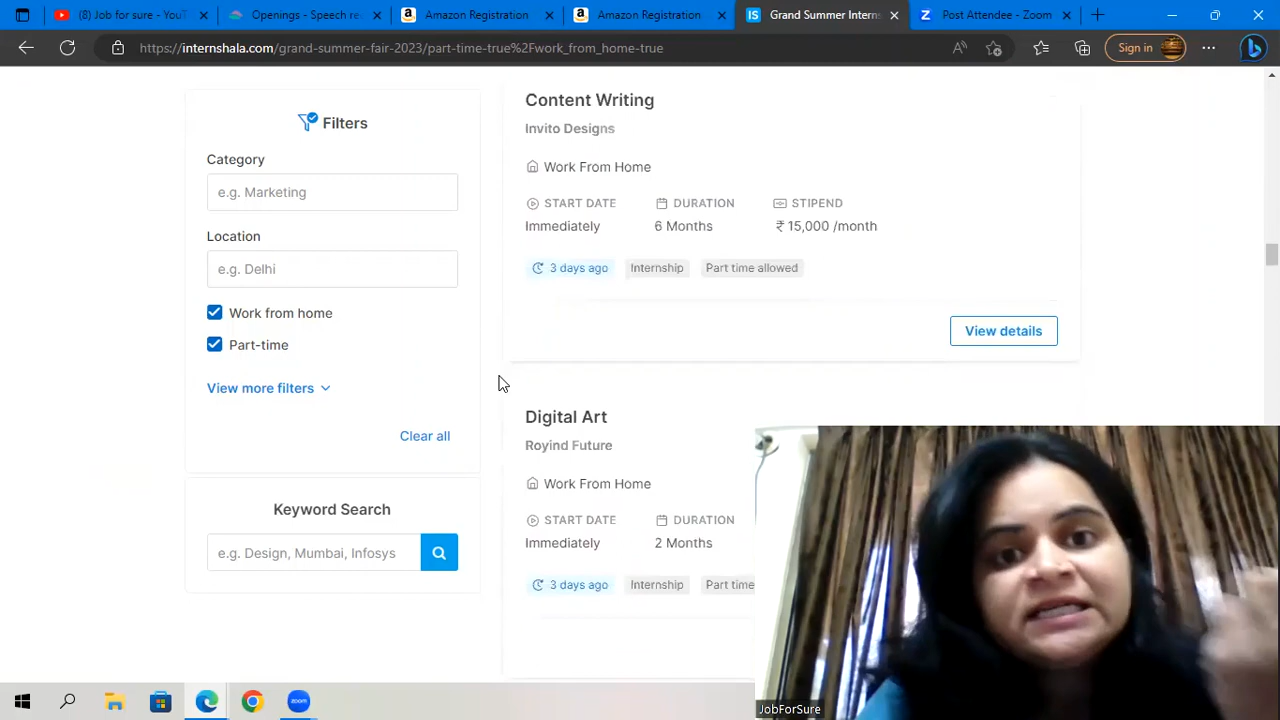 (8) Job for sure - YouT
Openings - Speech re
Amazon Registration
Amazon Registration
Grand Summer Intern
Post Attendee - Zoom
https://internshala.com/grand-summer-fair-2023/part-time-true%2Fwork_from_home-true
Sign in
Filters
Category
e.g. Marketing
Location
e.g. Delhi
Work from home
Part-time
View more filters
Clear all
Keyword Search
e.g. Design, Mumbai, Infosys
Content Writing
Invito Designs
Work From Home
START DATE DURATION STIPEND
Immediately 6 Months ₹ 15,000 /month
3 days ago Internship Part time allowed
View details
Digital Art
Royind Future
Work From Home
START DATE DURATION
Immediately 2 Months
3 days ago Internship Part time
zoom
JobForSure